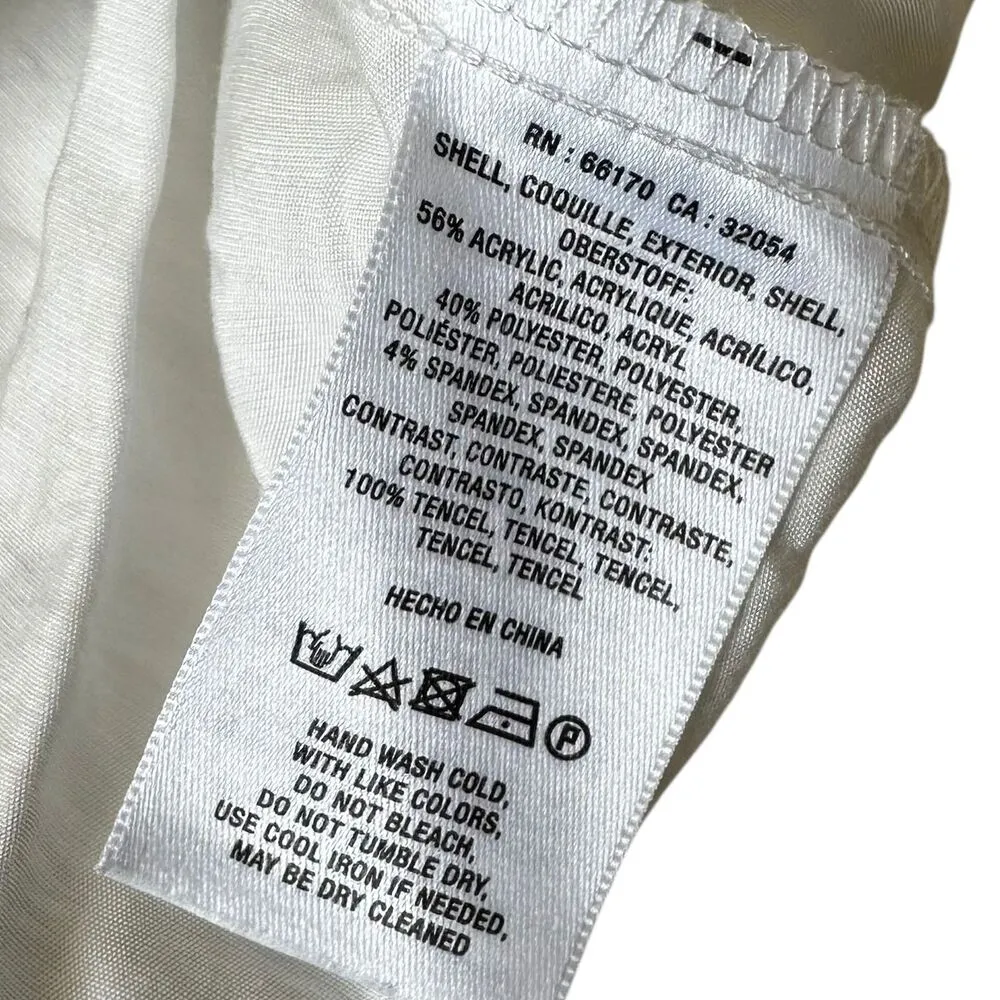 RN : 66170 CA : 32054
SHELL, COQUILLE, EXTERIOR, SHELL,
OBERSTOFF:
56% ACRYLIC, ACRYLIQUE, ACRÍLICO,
ACRILICO, ACRYL
40% POLYESTER, POLYESTER,
POLIÉSTER, POLIESTERE, POLYESTER
4% SPANDEX, SPANDEX, SPANDEX,
SPANDEX, SPANDEX
CONTRAST, CONTRASTE, CONTRASTE,
CONTRASTO, KONTRAST:
100% TENCEL, TENCEL, TENCEL,
TENCEL, TENCEL
HECHO EN CHINA
P
HAND WASH COLD,
WITH LIKE COLORS,
DO NOT BLEACH,
DO NOT TUMBLE DRY,
USE COOL IRON IF NEEDED,
MAY BE DRY CLEANED